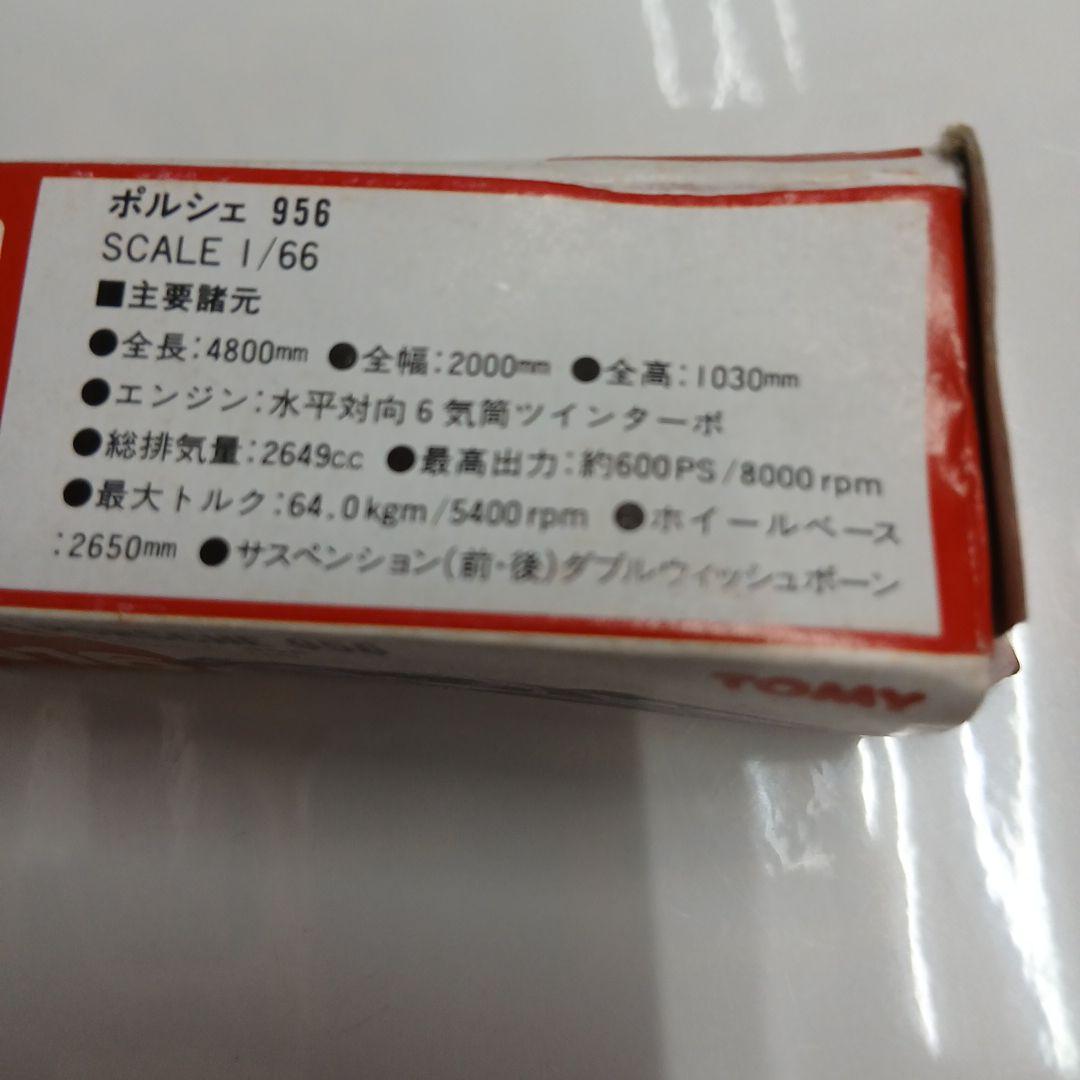 ポルシェ 956
SCALE 1/66
■主要諸元
●全長:4800mm ●全幅:2000mm ●全高:1030mm
●エンジン:水平対向6気筒ツインターボ
●総排気量:2649cc ●最高出力:約600PS/8000rpm
●最大トルク:64.0kgm/5400rpm ●ホイールベース
:2650mm ●サスペンション(前・後)ダブルウィッシュボーン
956
TOMY